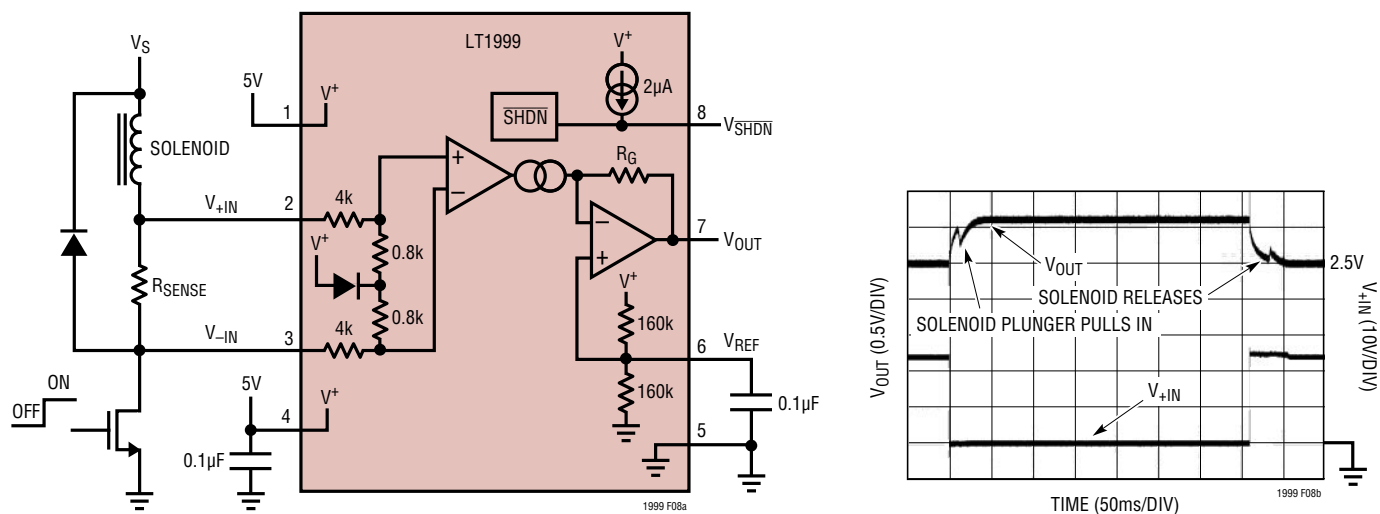 LT1999
V_S
5V
V⁺
1
V⁺
2µA
S̅H̅D̅N̅
8
V_S̅H̅D̅N̅
SOLENOID
R_G
V_+IN
2
4k
V⁺
0.8k
7
V_OUT
R_SENSE
0.8k
V⁺
160k
V_–IN
3
4k
6
V_REF
160k
ON
OFF
5V
V⁺
4
0.1µF
5
0.1µF
1999 F08a
V_OUT (0.5V/DIV)
V_OUT
2.5V
SOLENOID RELEASES
SOLENOID PLUNGER PULLS IN
V_+IN (10V/DIV)
V_+IN
TIME (50ms/DIV)
1999 F08b